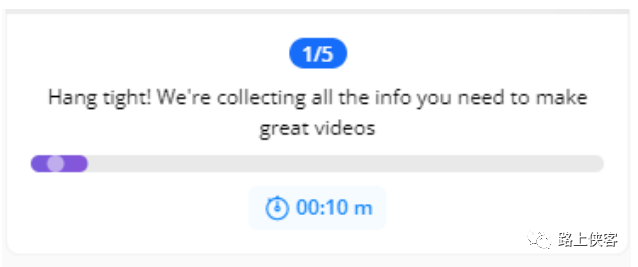 1/5
Hang tight! We're collecting all the info you need to make
great videos
00:10 m
路上侠客